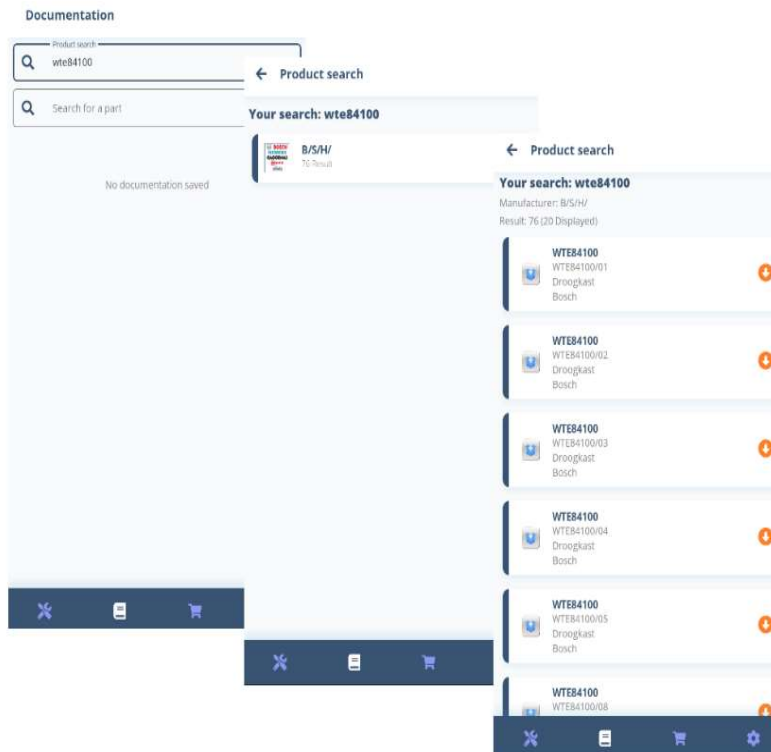 Documentation
Product search
wte84100
Search for a part
No documentation saved
Product search
Your search: wte84100
BOSCH
B/S/H/
76 Result
Product search
Your search: wte84100
Manufacturer: B/S/H/
Result: 76 (20 Displayed)
WTE84100
WTE84100/01
Droogkast
Bosch
WTE84100
WTE84100/02
Droogkast
Bosch
WTE84100
WTE84100/03
Droogkast
Bosch
WTE84100
WTE84100/04
Droogkast
Bosch
WTE84100
WTE84100/05
Droogkast
Bosch
WTE84100
WTE84100/08